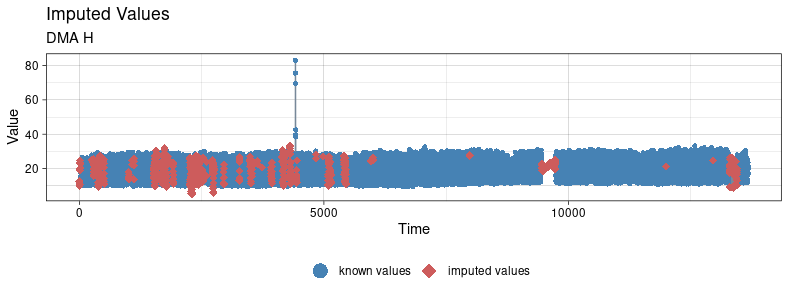 Imputed Values
DMA H
80
60
40
20
Value
0 5000 10000
Time
known values imputed values